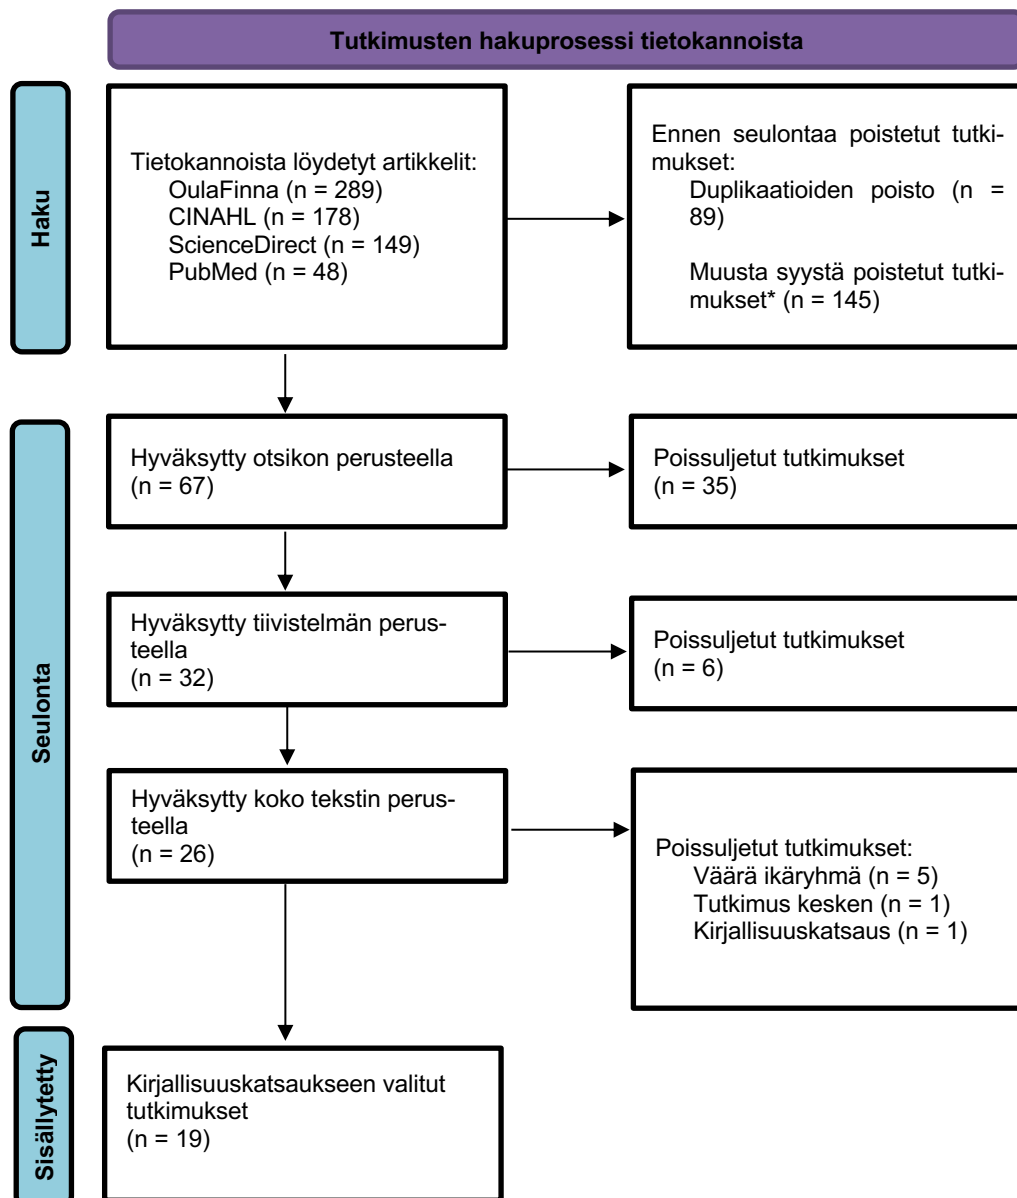 Tutkimusten hakuprosessi tietokannoista
Haku
Tietokannoista löydetyt artikkelit:
OulaFinna (n = 289)
CINAHL (n = 178)
ScienceDirect (n = 149)
PubMed (n = 48)
Ennen seulontaa poistetut tutki-
mukset:
Duplikaatioiden poisto (n =
89)
Muusta syystä poistetut tutki-
mukset* (n = 145)
Seulonta
Hyväksytty otsikon perusteella
(n = 67)
Poissuljetut tutkimukset
(n = 35)
Hyväksytty tiivistelmän perus-
teella
(n = 32)
Poissuljetut tutkimukset
(n = 6)
Hyväksytty koko tekstin perus-
teella
(n = 26)
Poissuljetut tutkimukset:
Väärä ikäryhmä (n = 5)
Tutkimus kesken (n = 1)
Kirjallisuuskatsaus (n = 1)
Sisällytetty
Kirjallisuuskatsaukseen valitut
tutkimukset
(n = 19)